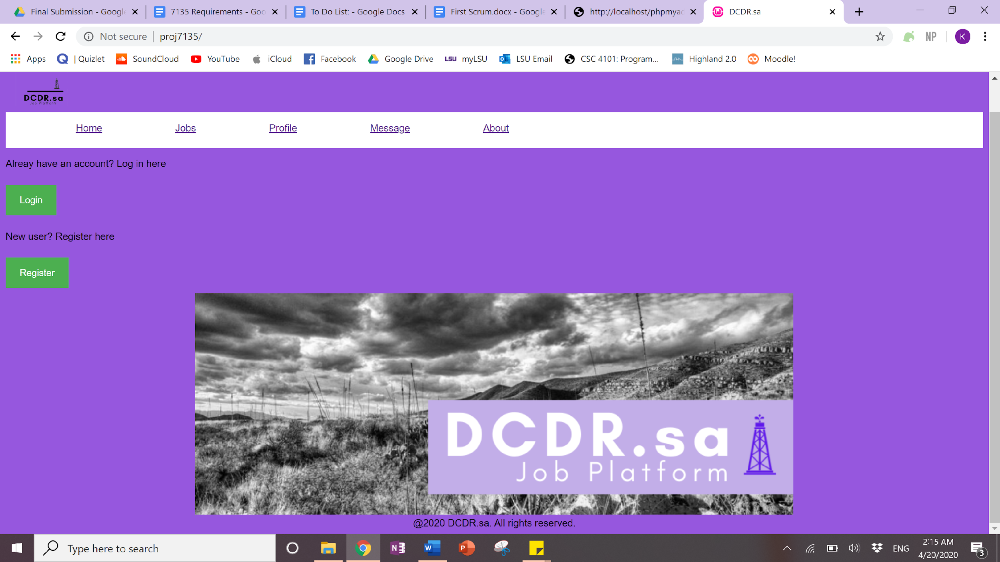 Final Submission - Google
7135 Requirements - Goo
To Do List: - Google Docs
First Scrum.docx - Google
http://localhost/phpmyad
DCDR.sa
Not secure
proj7135/
NP
K
Apps
| Quizlet
SoundCloud
YouTube
iCloud
Facebook
Google Drive
LSU
myLSU
LSU Email
CSC 4101: Program...
Highland 2.0
Moodle!
DCDR.sa
Job Platform
Home
Jobs
Profile
Message
About
Alreay have an account? Log in here
Login
New user? Register here
Register
DCDR.sa
Job Platform
@2020 DCDR.sa. All rights reserved.
Type here to search
ENG
2:15 AM
4/20/2020
3